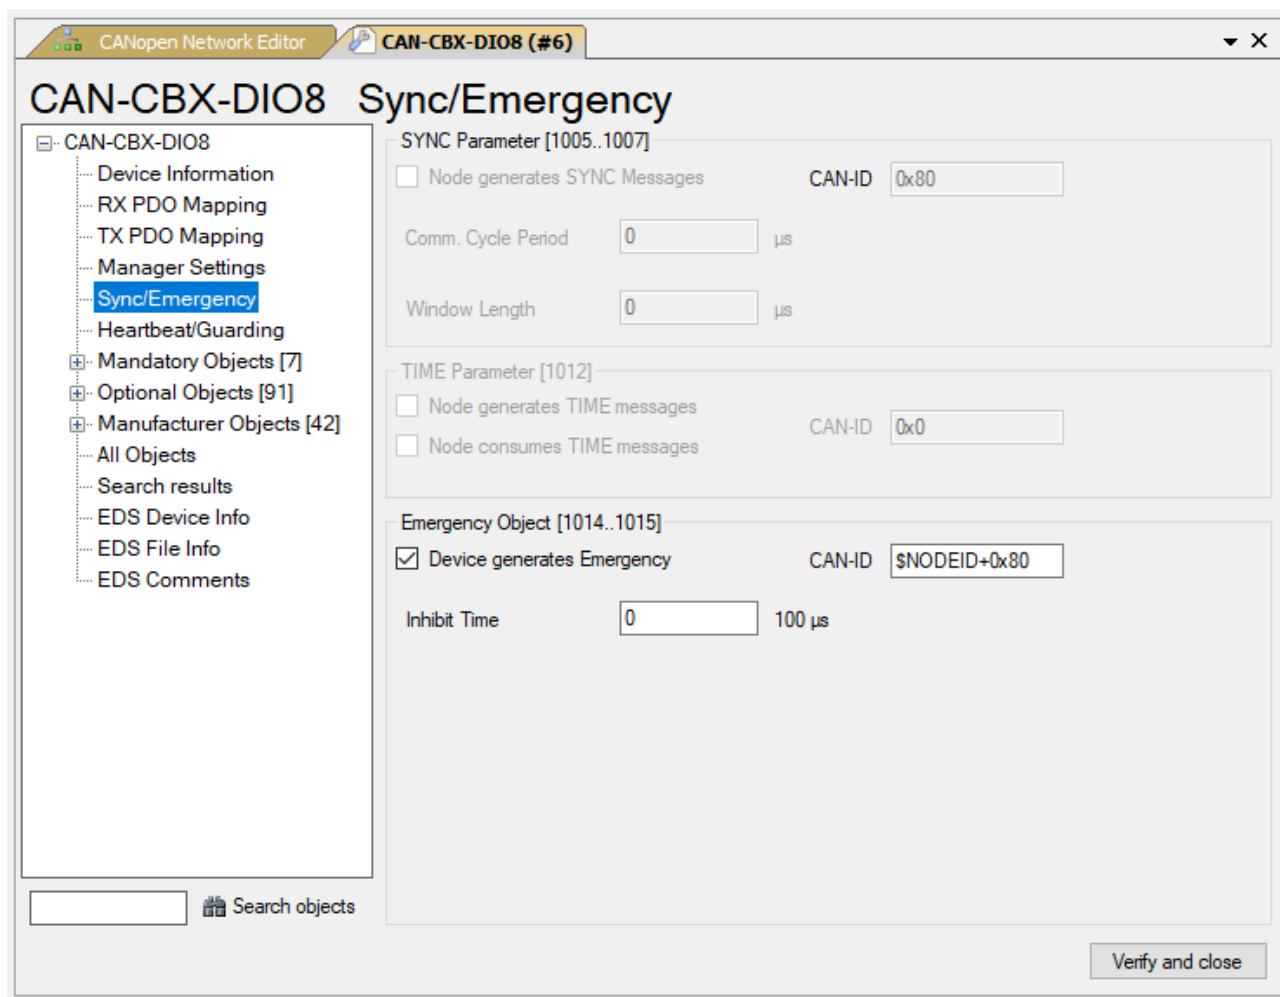 CANopen Network Editor
CAN-CBX-DIO8 (#6)
CAN-CBX-DIO8 Sync/Emergency
CAN-CBX-DIO8
Device Information
RX PDO Mapping
TX PDO Mapping
Manager Settings
Sync/Emergency
Heartbeat/Guarding
Mandatory Objects [7]
Optional Objects [91]
Manufacturer Objects [42]
All Objects
Search results
EDS Device Info
EDS File Info
EDS Comments
Search objects
SYNC Parameter [1005..1007]
Node generates SYNC Messages CAN-ID 0x80
Comm. Cycle Period 0 µs
Window Length 0 µs
TIME Parameter [1012]
Node generates TIME messages
Node consumes TIME messages
CAN-ID 0x0
Emergency Object [1014..1015]
Device generates Emergency CAN-ID $NODEID+0x80
Inhibit Time 0 100 µs
Verify and close